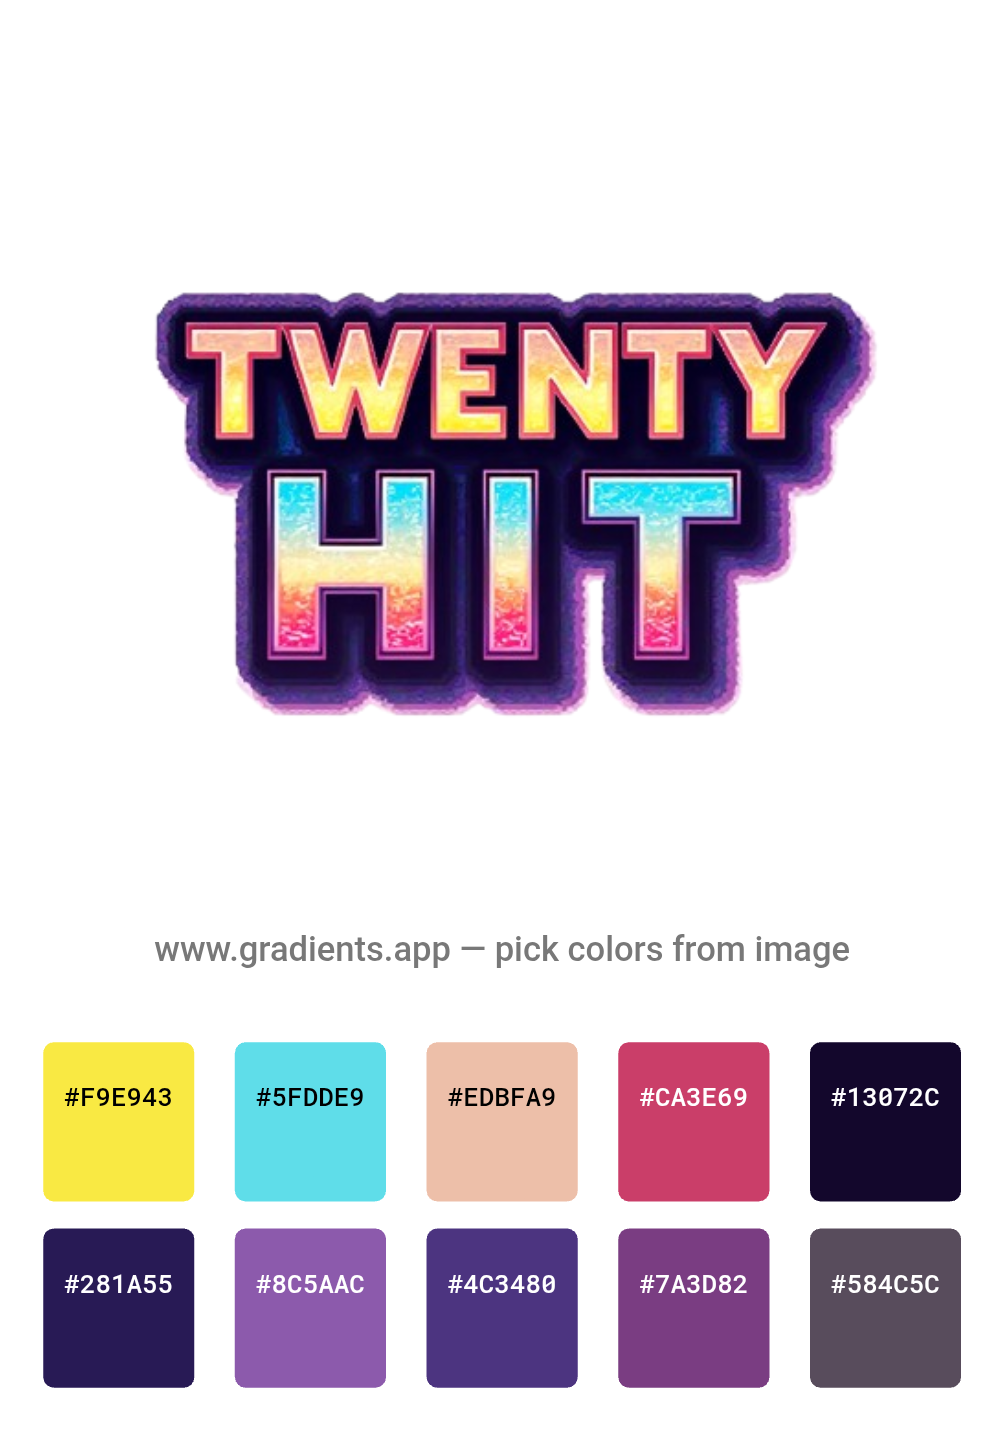 TWENTY
HIT
www.gradients.app — pick colors from image
#F9E943 #5FDDE9 #EDBFA9 #CA3E69 #13072C
#281A55 #8C5AAC #4C3480 #7A3D82 #584C5C